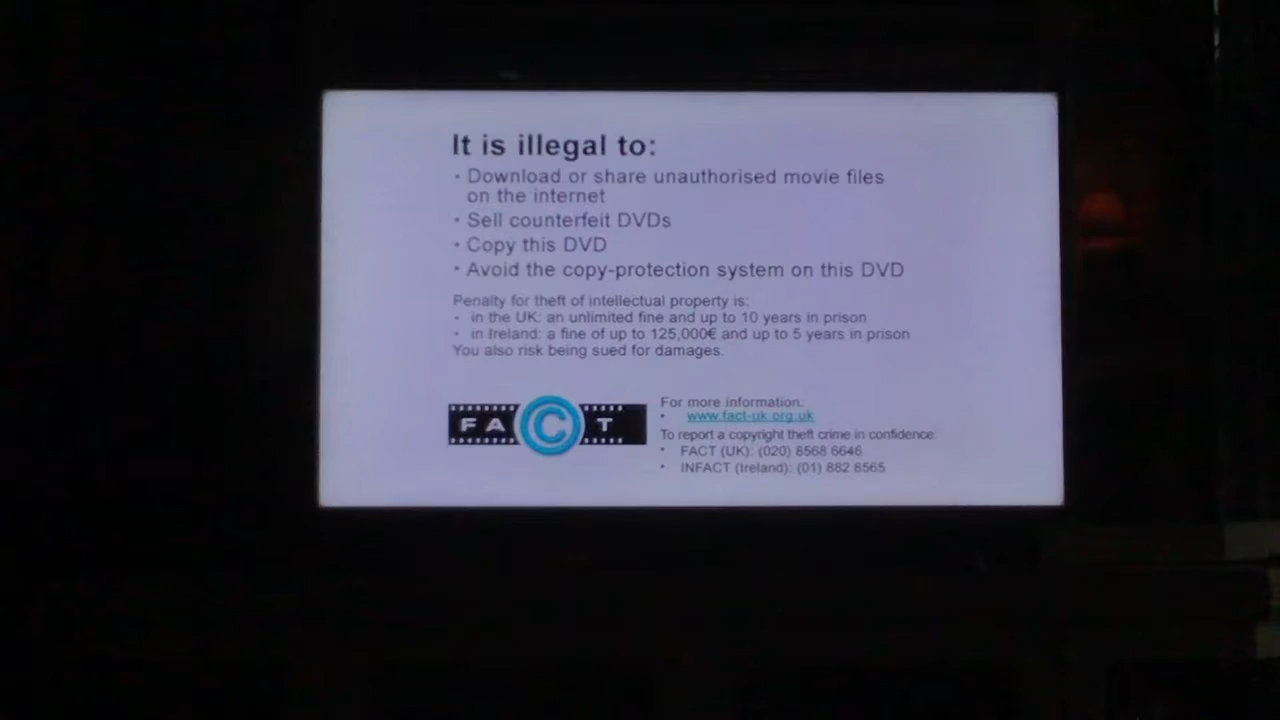 It is illegal to:
• Download or share unauthorised movie files
on the internet
• Sell counterfeit DVDs
• Copy this DVD
• Avoid the copy-protection system on this DVD
Penalty for theft of intellectual property is:
• in the UK: an unlimited fine and up to 10 years in prison
• in Ireland: a fine of up to 125,000€ and up to 5 years in prison
You also risk being sued for damages.
FA©T
For more information.
• www.fact-uk.org.uk
To report a copyright theft crime in confidence:
• FACT (UK): (020) 8568 6646
• INFACT (Ireland): (01) 882 8565